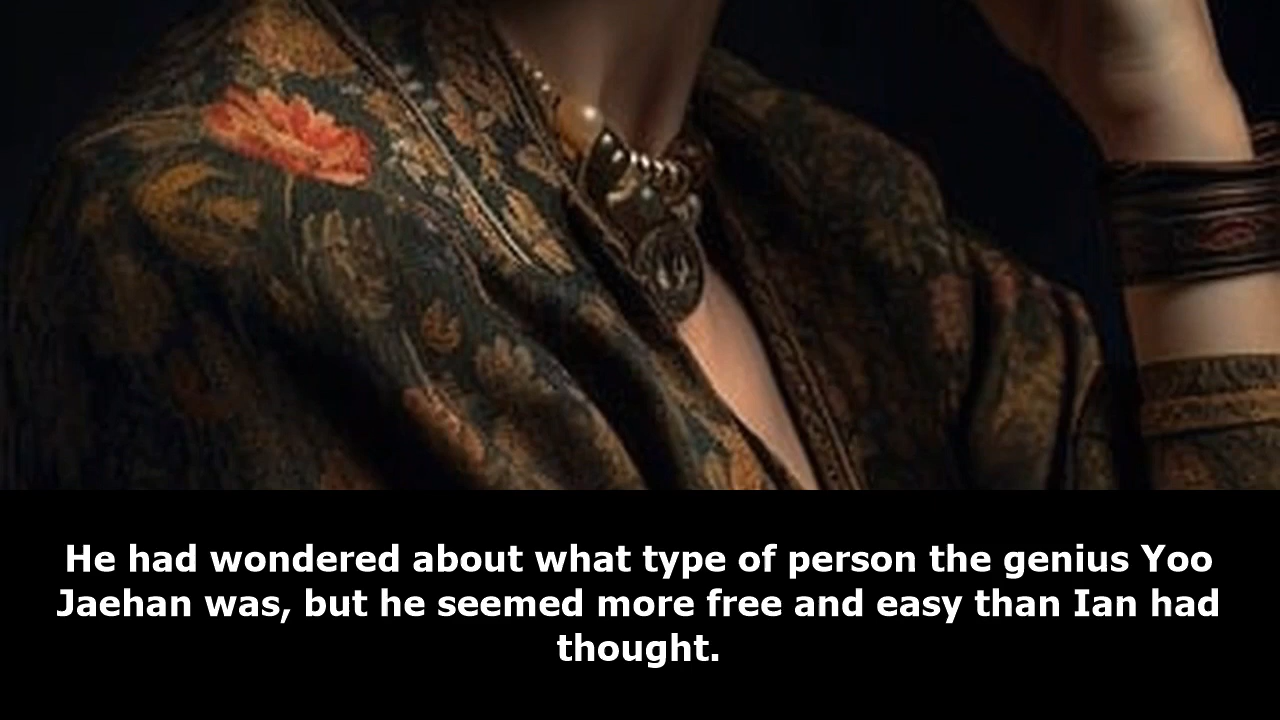 He had wondered about what type of person the genius Yoo
Jaehan was, but he seemed more free and easy than Ian had
thought.